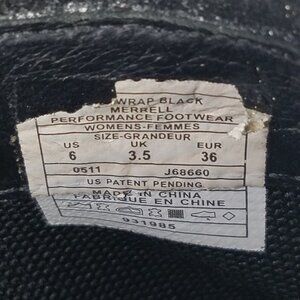 WRAP BLACK
MERRELL
PERFORMANCE FOOTWEAR
WOMENS-FEMMES
SIZE-GRANDEUR
US UK EUR
6 3.5 36
0511 J68660
US PATENT PENDING
MADE IN CHINA
FABRIQUE EN CHINE
931985